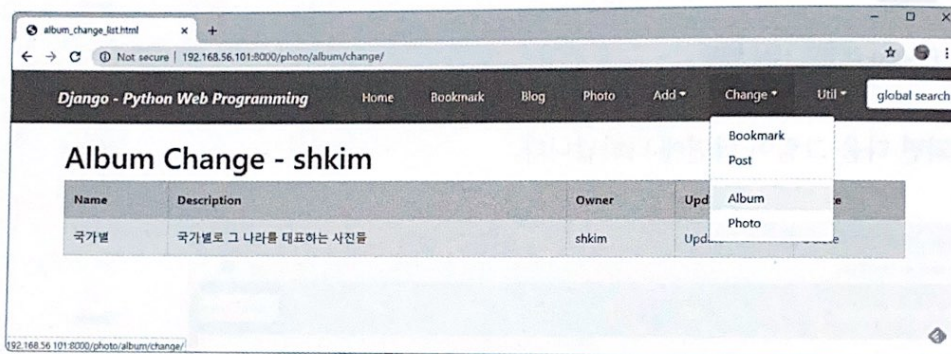 album_change_list.html × +
← → C Not secure | 192.168.56.101:8000/photo/album/change/
Django - Python Web Programming Home Bookmark Blog Photo Add Change Util global search
Bookmark
Post
Album
Photo
Album Change - shkim
Name Description Owner Upd e
국가별 국가별로 그 나라를 대표하는 사진들 shkim Upd e
192.168.56.101:8000/photo/album/change/